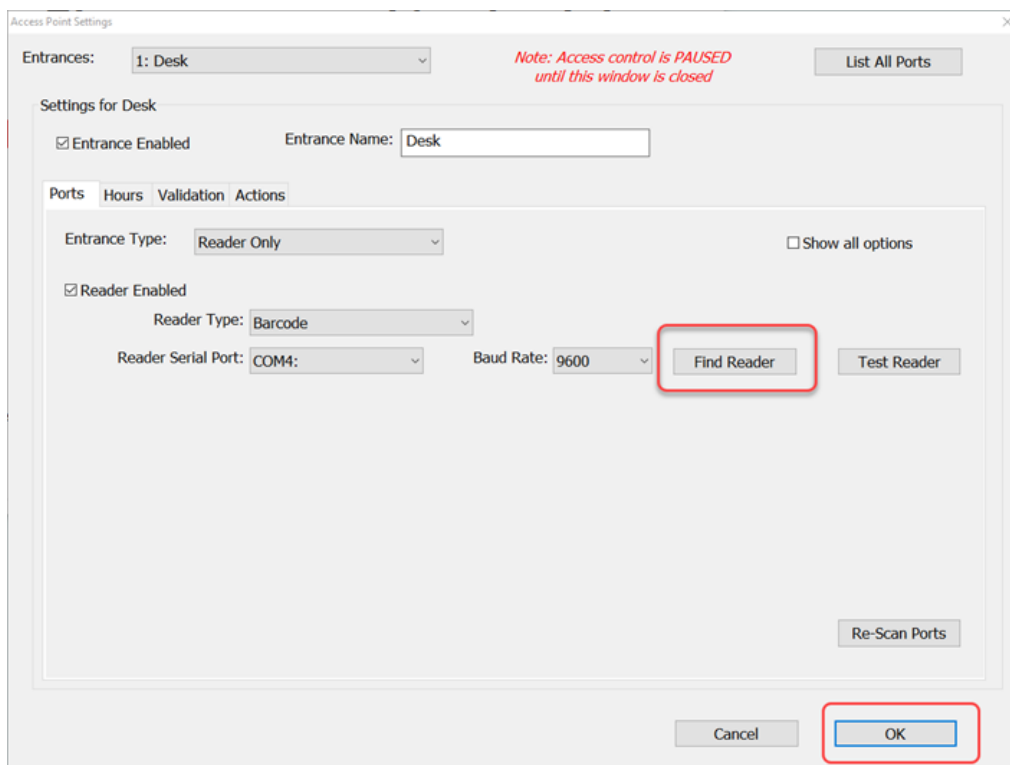 Access Point Settings
Entrances: 1: Desk
Note: Access control is PAUSED
until this window is closed
List All Ports
Settings for Desk
Entrance Enabled
Entrance Name: Desk
Ports Hours Validation Actions
Entrance Type: Reader Only
Show all options
Reader Enabled
Reader Type: Barcode
Reader Serial Port: COM4:
Baud Rate: 9600
Find Reader
Test Reader
Re-Scan Ports
Cancel
OK